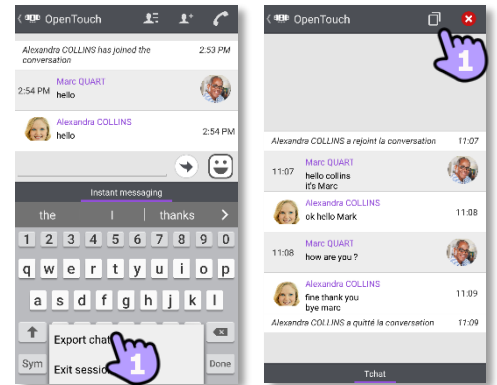 OpenTouch
Alexandra COLLINS has joined the
conversation
2:53 PM
Marc QUART
2:54 PM
hello
Alexandra COLLINS
hello
2:54 PM
Instant messaging
the I thanks
1 2 3 4 5 6 7 8 9 0
q w e r t y u i o p
a s d f g h j k l
Export chat
Sym
Exit sessio
Done
1
OpenTouch
1
Alexandra COLLINS a rejoint la conversation 11:07
Marc QUART
11:07
hello collins
it's Marc
Alexandra COLLINS
ok hello Mark
11:08
Marc QUART
11:08
how are you ?
Alexandra COLLINS
fine thank you
11:09
bye marc
Alexandra COLLINS a quitté la conversation 11:09
Tchat